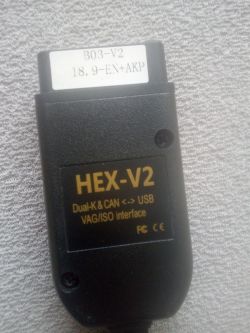 B03-V2
18.9-EN+AKP
HEX-V2
Dual-K & CAN <-> USB
VAG/ISO interface
FC CE